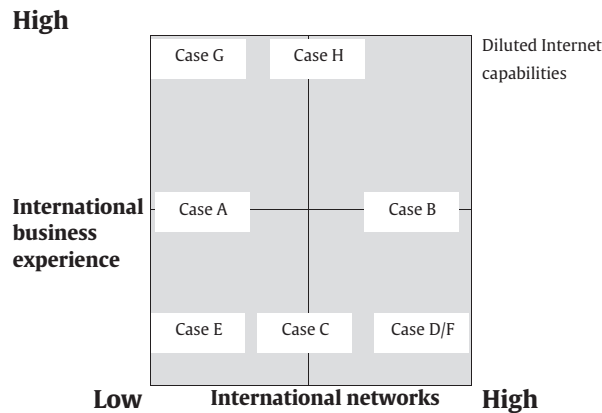 High
Case G
Case H
Diluted Internet
capabilities
International
business
experience
Case A
Case B
Case E
Case C
Case D/F
Low
International networks
High